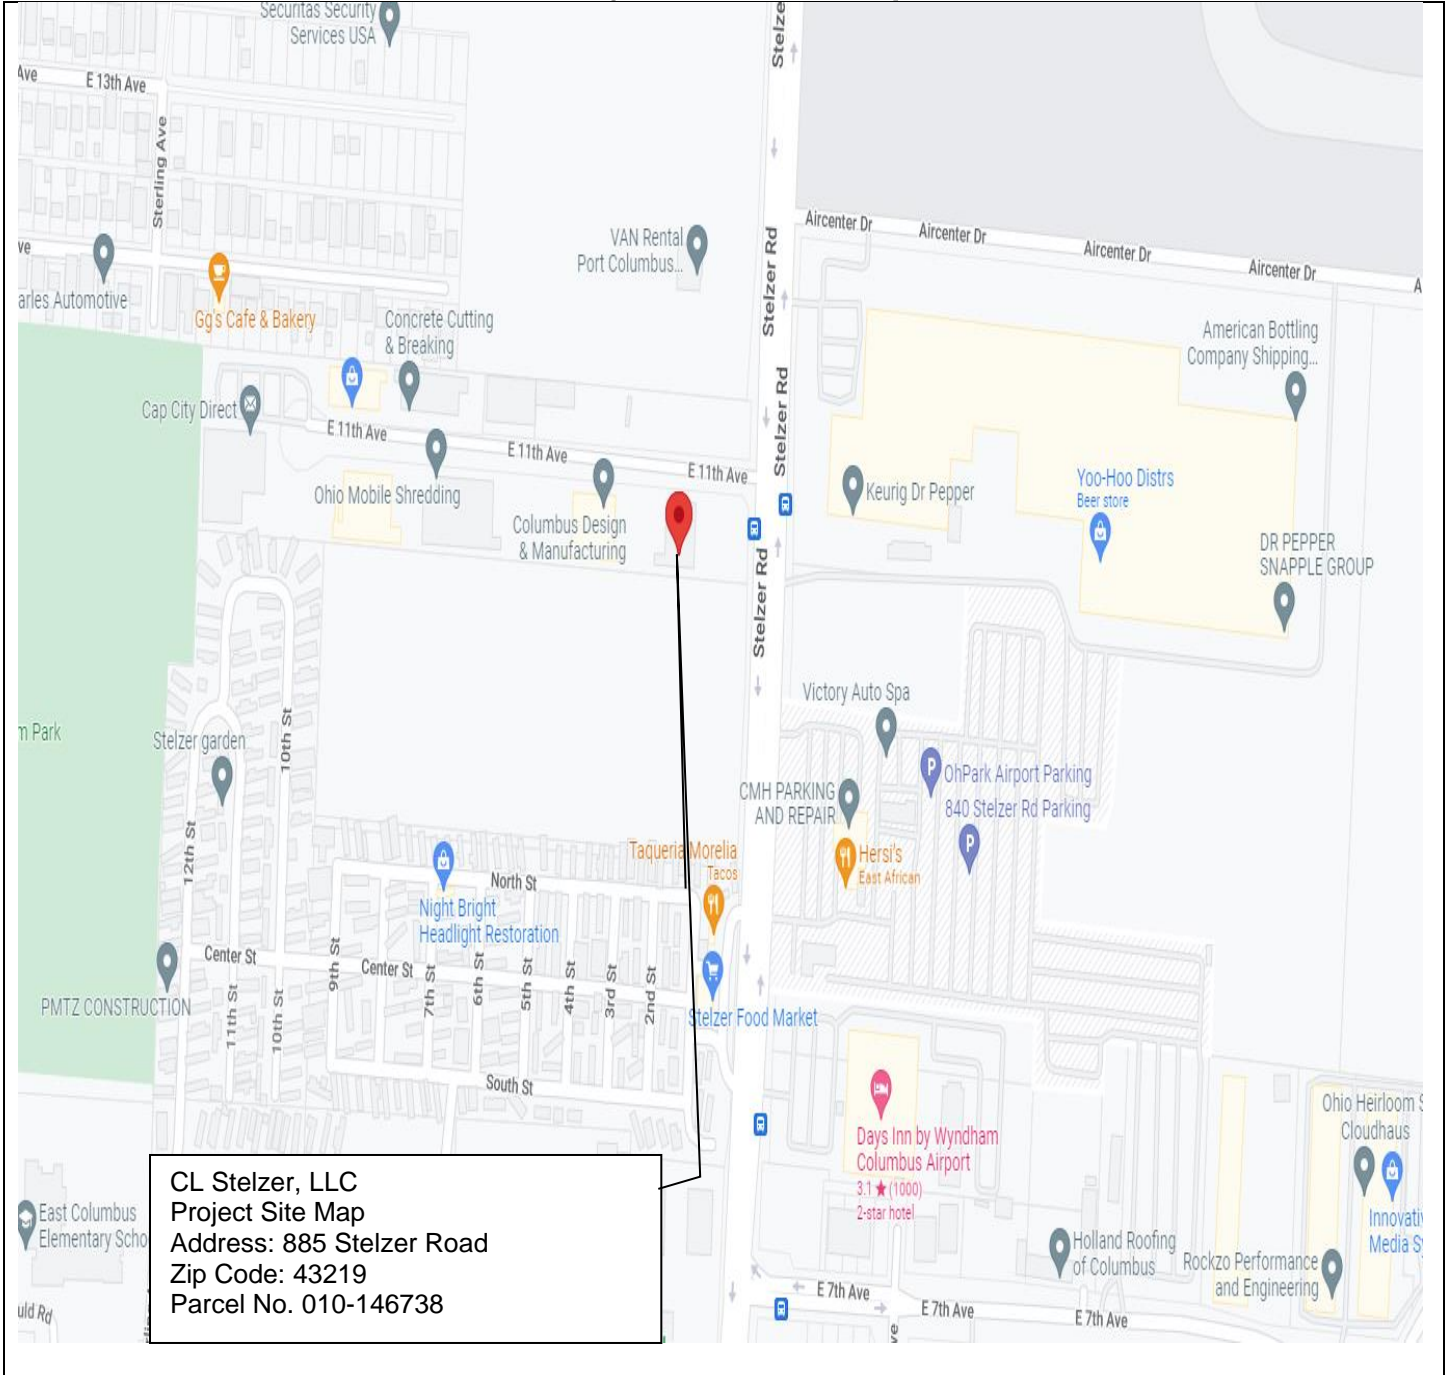 Securitas Security
Services USA
Stelze
Ave
E 13th Ave
Sterling Ave
VAN Rental
Port Columbus...
Stelzer Rd
Aircenter Dr
Aircenter Dr
Aircenter Dr
Aircenter Dr
A
ve
arles Automotive
Gg's Cafe & Bakery
Concrete Cutting
& Breaking
American Bottling
Company Shipping...
Stelzer Rd
Cap City Direct
E 11th Ave
E 11th Ave
E 11th Ave
Ohio Mobile Shredding
Columbus Design
& Manufacturing
Keurig Dr Pepper
Yoo-Hoo Distrs
Beer store
DR PEPPER
SNAPPLE GROUP
Stelzer Rd
m Park
Stelzer garden
10th St
Victory Auto Spa
OhPark Airport Parking
840 Stelzer Rd Parking
CMH PARKING
AND REPAIR
12th St
Taqueria Morelia
Tacos
Hersi's
East African
North St
Night Bright
Headlight Restoration
Center St
Center St
9th St
7th St
6th St
5th St
4th St
3rd St
2nd St
PMTZ CONSTRUCTION
11th St
10th St
Stelzer Food Market
South St
Days Inn by Wyndham
Columbus Airport
3.1 ★ (1000)
2-star hotel
Ohio Heirloom S
Cloudhaus
Innovativ
Media Sy
East Columbus
Elementary Scho
Holland Roofing
of Columbus
Rockzo Performance
and Engineering
E 7th Ave
E 7th Ave
E 7th Ave
ve
uld Rd
CL Stelzer, LLC
Project Site Map
Address: 885 Stelzer Road
Zip Code: 43219
Parcel No. 010-146738